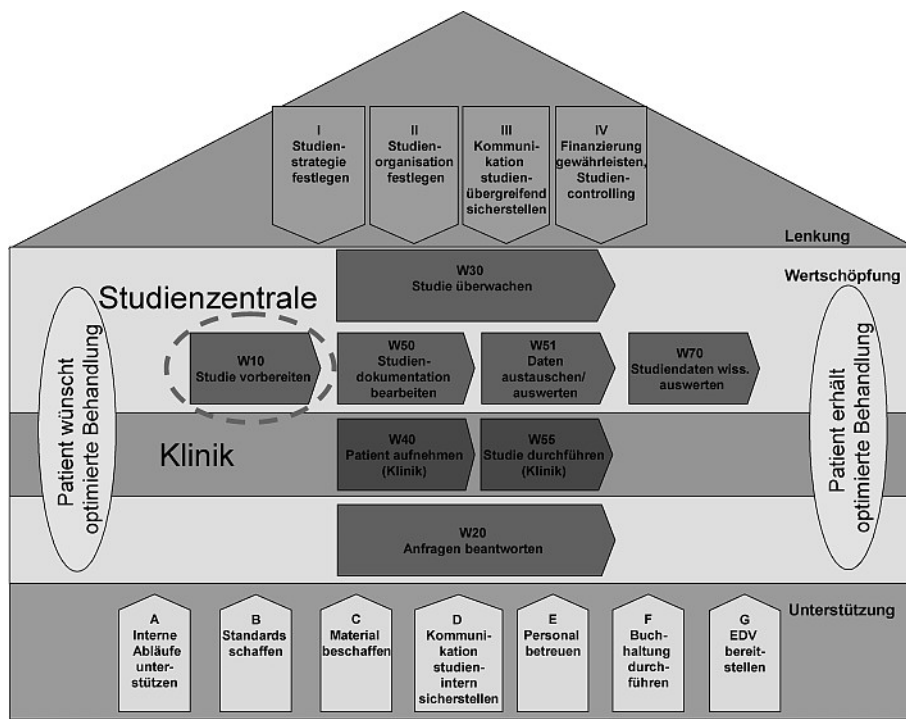 I
Studien-
strategie
festlegen
II
Studien-
organisation
festlegen
III
Kommuni-
kation
studien-
übergreifend
sicherstellen
IV
Finanzierung
gewährleisten,
Studien-
controlling
Lenkung
Wertschöpfung
W30
Studie überwachen
Studienzentrale
W10
Studie vorbereiten
W50
Studien-
dokumentation
bearbeiten
W51
Daten
austauschen/
auswerten
W70
Studiendaten wiss.
auswerten
Patient wünscht
optimierte Behandlung
Patient erhält
optimierte Behandlung
Klinik
W40
Patient aufnehmen
(Klinik)
W55
Studie durchführen
(Klinik)
W20
Anfragen beantworten
Unterstützung
A
Interne
Abläufe
unter-
stützen
B
Standards
schaffen
C
Material
beschaffen
D
Kommuni-
kation
studien-
intern
sicherstellen
E
Personal
betreuen
F
Buch-
haltung
durch-
führen
G
EDV
bereit-
stellen